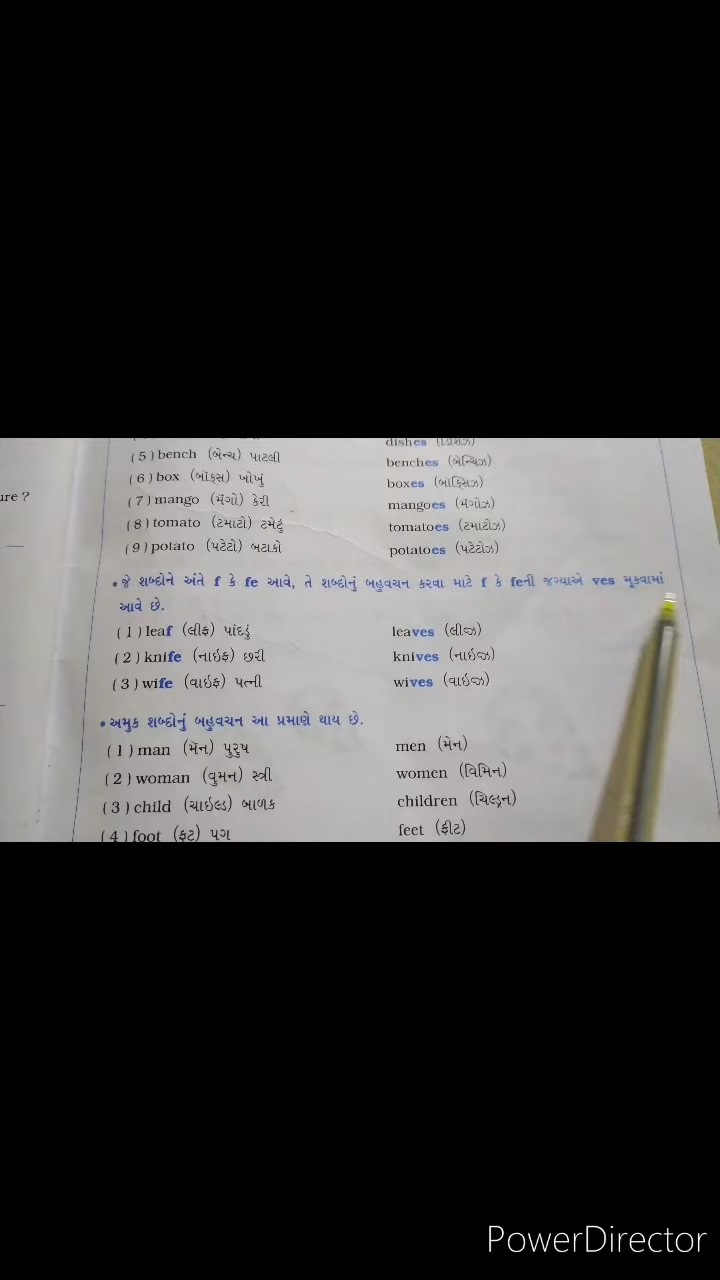 dishes (ડિશિઝ)
(5) bench (બેન્ચ) પાટલી benches (બેન્ચિઝ)
(6) box (બૉક્સ) ખોખું boxes (બૉક્સિઝ)
(7) mango (મૅંગો) કેરી mangoes (મૅંગોઝ)
(8) tomato (ટમાટો) ટમેટું tomatoes (ટમાટોઝ)
(9) potato (પટેટો) બટાકો potatoes (પટેટોઝ)
• જે શબ્દોને અંતે f કે fe આવે, તે શબ્દોનું બહુવચન કરવા માટે f કે feની જગ્યાએ ves મૂકવામાં
આવે છે.
(1) leaf (લીફ) પાંદડું leaves (લીવ્ઝ)
(2) knife (નાઇફ) છરી knives (નાઇવ્ઝ)
(3) wife (વાઇફ) પત્ની wives (વાઇવ્ઝ)
• અમુક શબ્દોનું બહુવચન આ પ્રમાણે થાય છે.
(1) man (મૅન) પુરુષ men (મેન)
(2) woman (વુમન) સ્ત્રી women (વિમિન)
(3) child (ચાઇલ્ડ) બાળક children (ચિલ્ડ્રન)
(4) foot (ફૂટ) પગ feet (ફીટ)
ure ?
PowerDirector